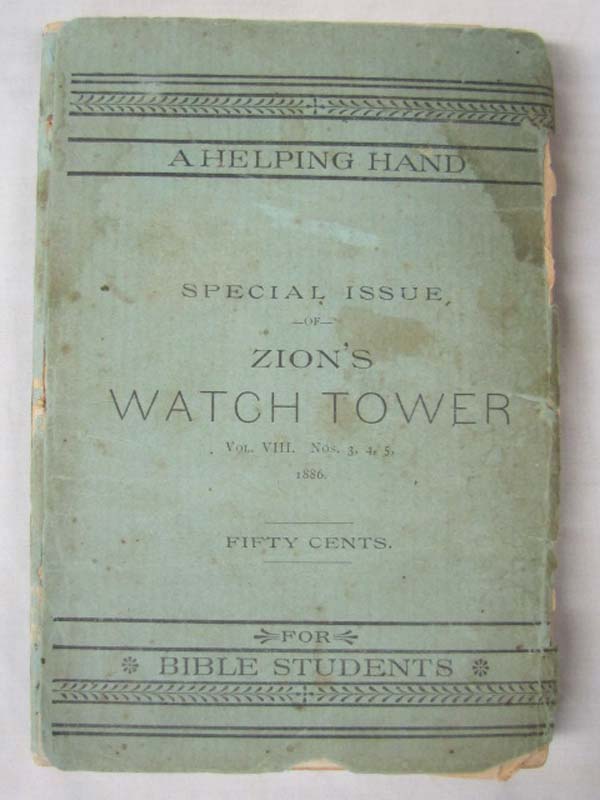 A HELPING HAND
SPECIAL ISSUE
—OF—
ZION'S
WATCH TOWER
VOL. VIII. NOS. 3, 4, 5,
1886.
FIFTY CENTS.
FOR
BIBLE STUDENTS